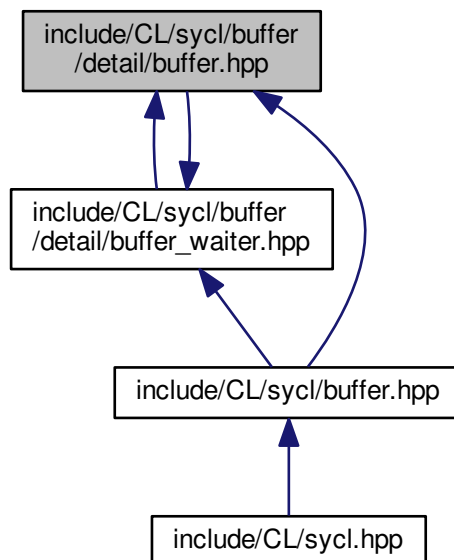 include/CL/sycl/buffer
/detail/buffer.hpp
include/CL/sycl/buffer
/detail/buffer_waiter.hpp
include/CL/sycl/buffer.hpp
include/CL/sycl.hpp